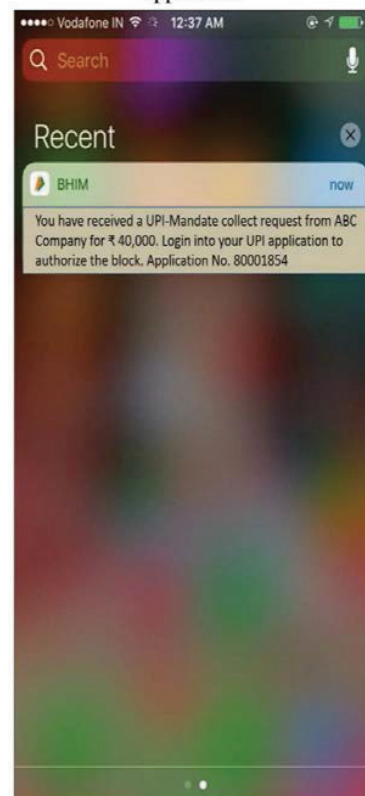 Vodafone IN 12:37 AM
Search
Recent
BHIM now
You have received a UPI-Mandate collect request from ABC
Company for ₹ 40,000. Login into your UPI application to
authorize the block. Application No. 80001854